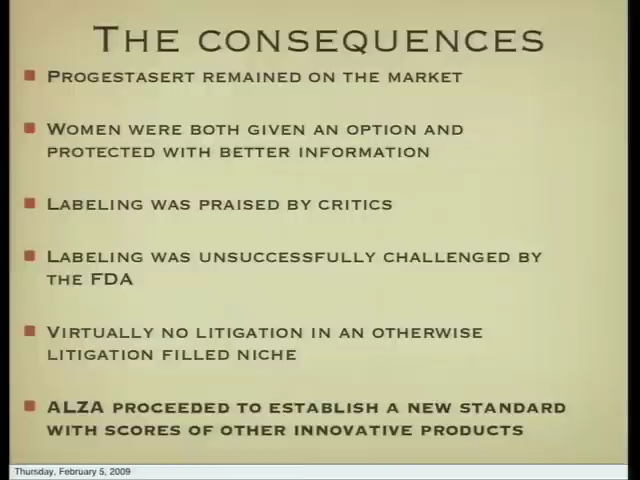 THE CONSEQUENCES
PROGESTASERT REMAINED ON THE MARKET
WOMEN WERE BOTH GIVEN AN OPTION AND
PROTECTED WITH BETTER INFORMATION
LABELING WAS PRAISED BY CRITICS
LABELING WAS UNSUCCESSFULLY CHALLENGED BY
THE FDA
VIRTUALLY NO LITIGATION IN AN OTHERWISE
LITIGATION FILLED NICHE
ALZA PROCEEDED TO ESTABLISH A NEW STANDARD
WITH SCORES OF OTHER INNOVATIVE PRODUCTS
Thursday, February 5, 2009